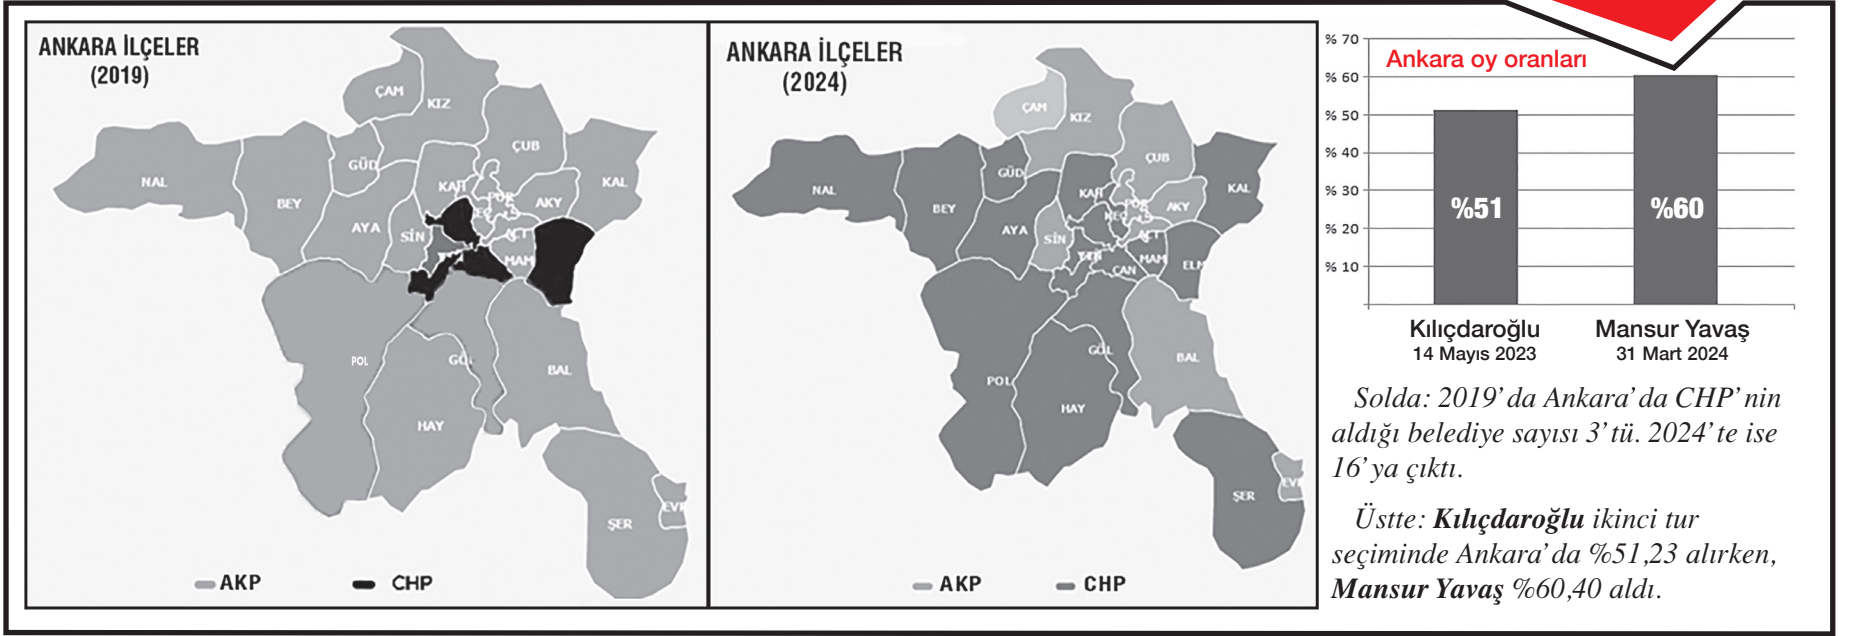 ANKARA İLÇELER
(2019)
ÇAM
KIZ
ÇUB
GÜD
NAL
BEY
KAL
AKY
AYA
SİN
MAM
POL
BAL
HAY
ŞER
AKP
CHP
ANKARA İLÇELER
(2024)
ÇAM
KIZ
ÇUB
GÜD
NAL
KAL
BEY
AKY
AYA
SİN
MAM
ELM
ÇAN
GÖL
BAL
POL
HAY
ŞER
AKP
CHP
Ankara oy oranları
% 70
% 60
% 50
% 40
% 30
% 20
% 10
%51
%60
Kılıçdaroğlu
14 Mayıs 2023
Mansur Yavaş
31 Mart 2024
Solda: 2019’da Ankara’da CHP’nin
aldığı belediye sayısı 3’tü. 2024’te ise
16’ya çıktı.
Üstte: Kılıçdaroğlu ikinci tur
seçiminde Ankara’da %51,23 alırken,
Mansur Yavaş %60,40 aldı.